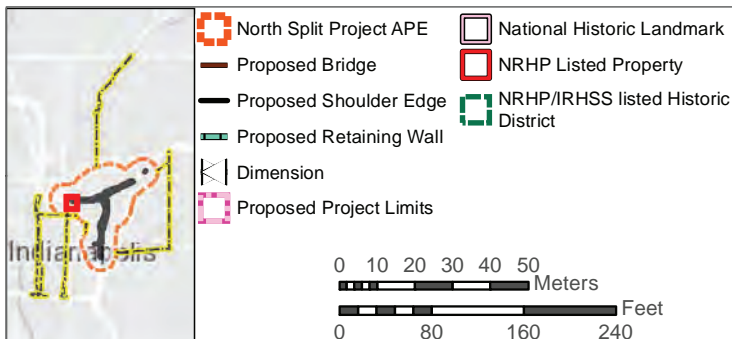 Indianapolis
North Split Project APE
Proposed Bridge
Proposed Shoulder Edge
Proposed Retaining Wall
Dimension
Proposed Project Limits
National Historic Landmark
NRHP Listed Property
NRHP/IRHSS listed Historic
District
0 10 20 30 40 50
Meters
Feet
0 80 160 240